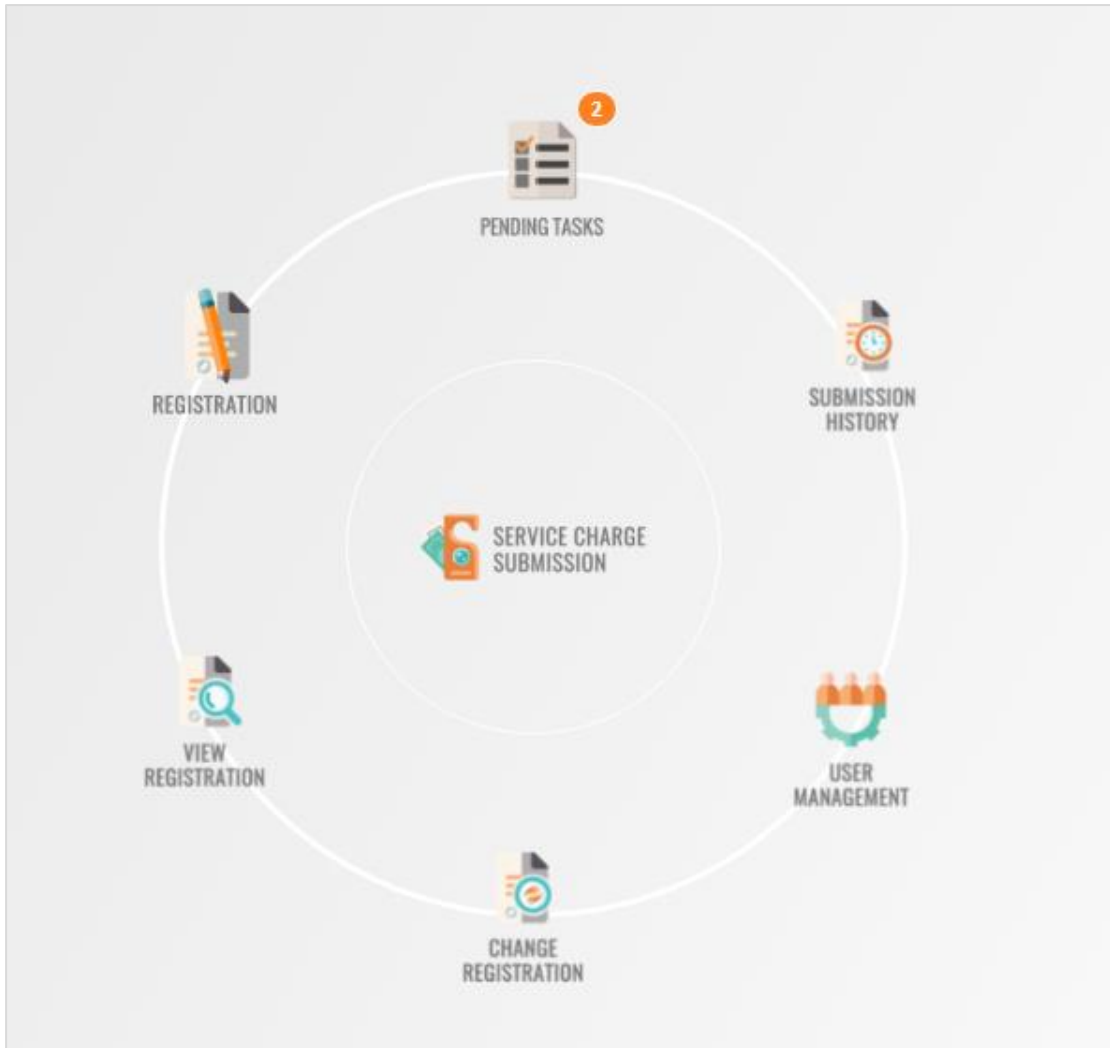 2
PENDING TASKS
REGISTRATION
SUBMISSION
HISTORY
SERVICE CHARGE
SUBMISSION
VIEW
REGISTRATION
USER
MANAGEMENT
CHANGE
REGISTRATION